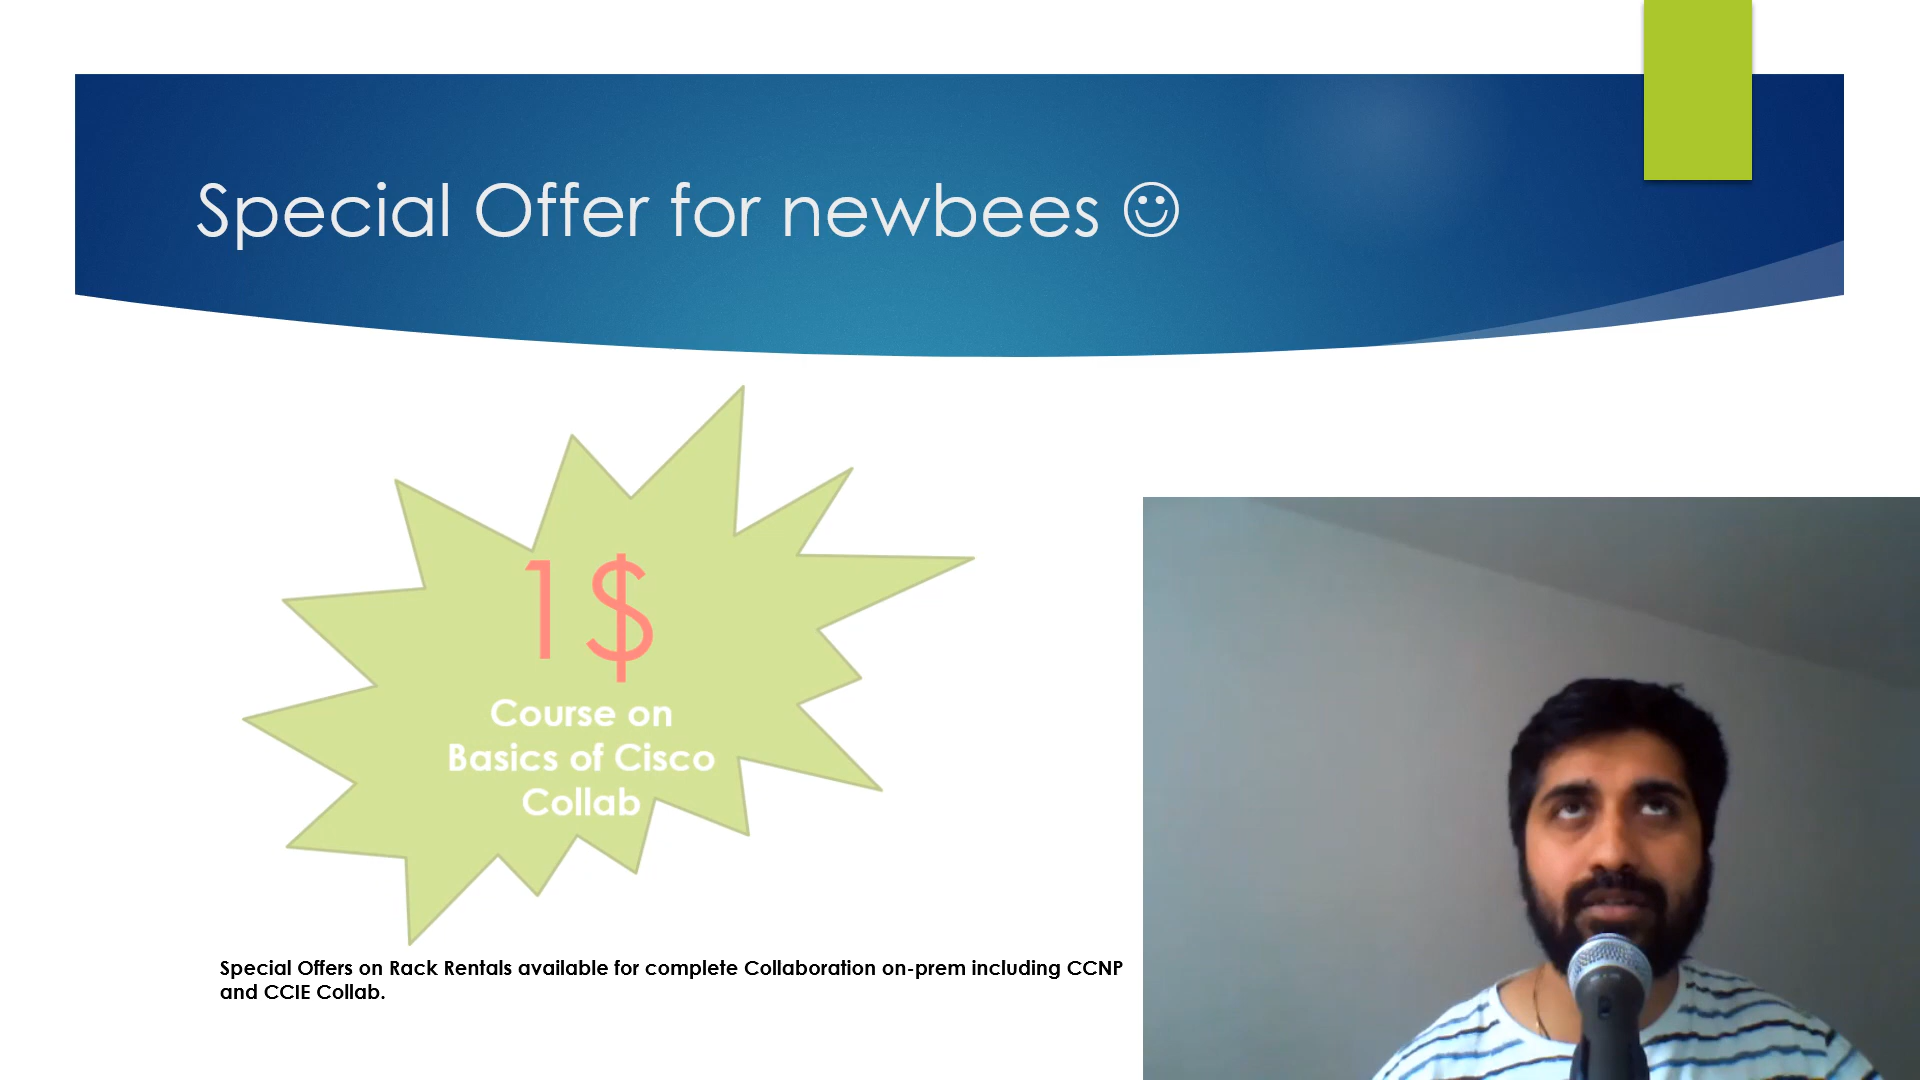 Special Offer for newbees ☺
1$
Course on
Basics of Cisco
Collab
Special Offers on Rack Rentals available for complete Collaboration on-prem including CCNP
and CCIE Collab.